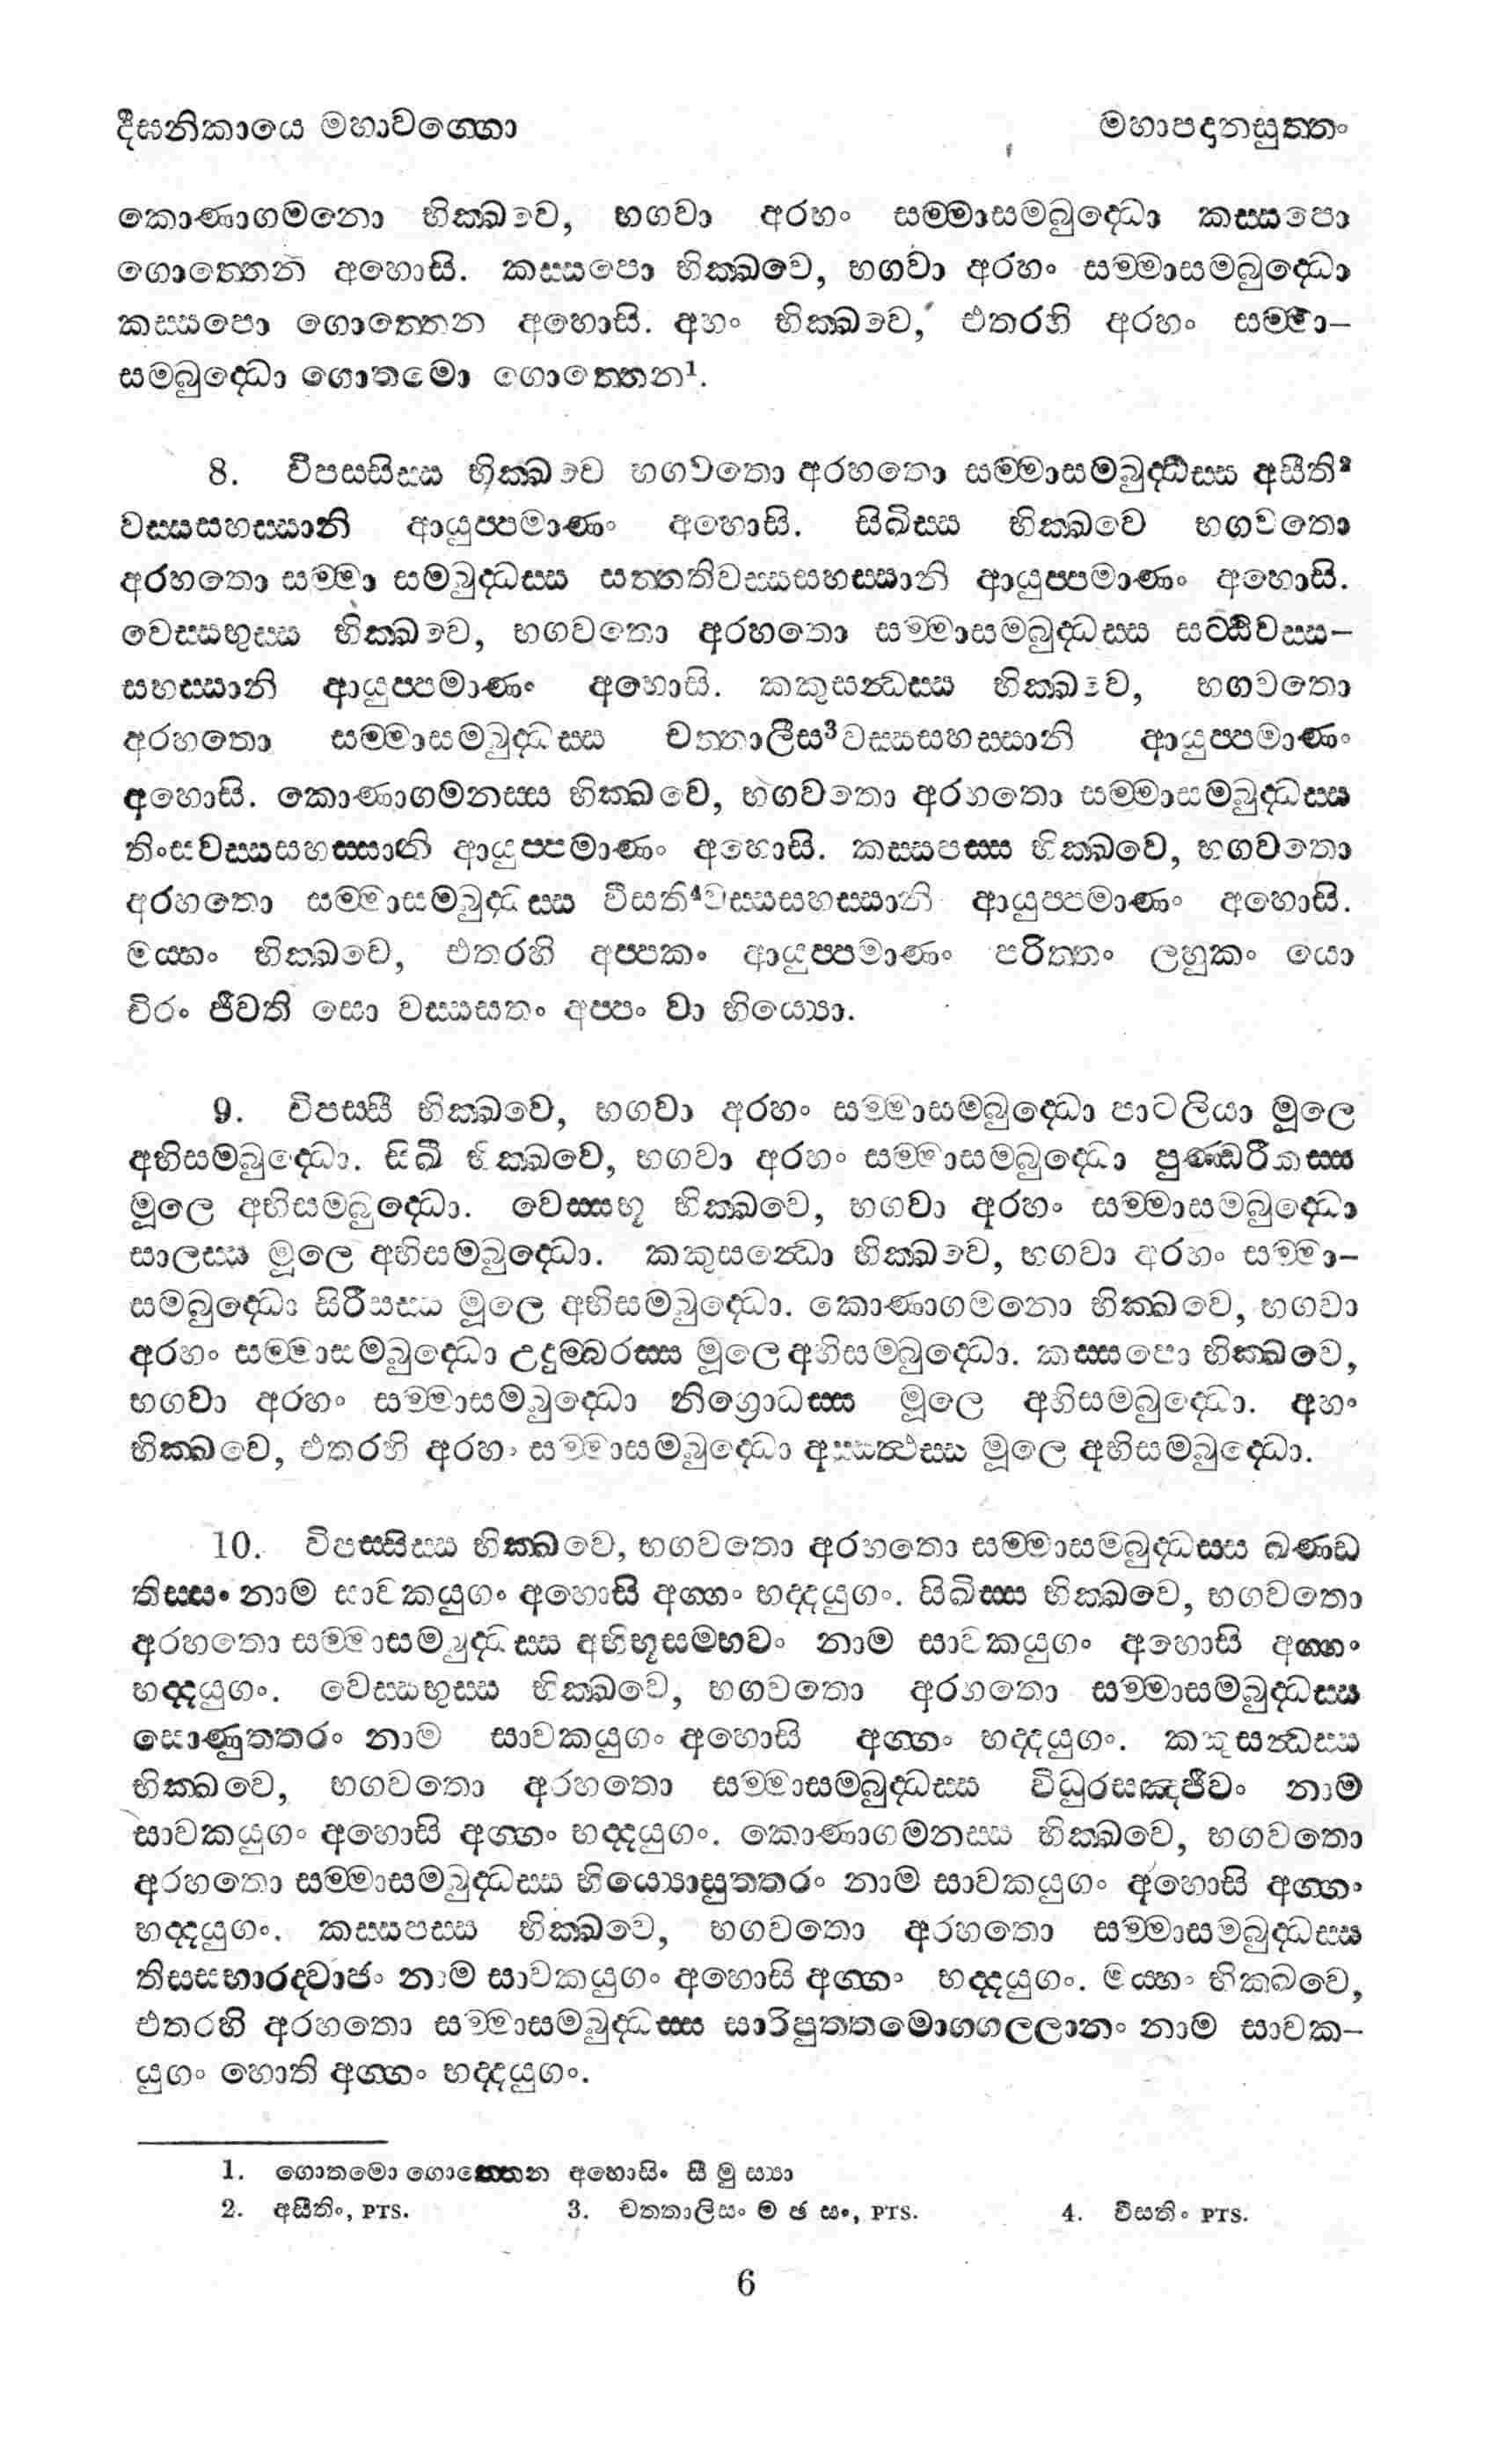 දීඝනිකායෙ මහාවග්ගො මහාපදානසුත්තං
කොණාගමනො භික්ඛවෙ, භගවා අරහං සම්මාසම්බුද්ධො කස්සපො
ගොත්තෙන අහොසි. කස්සපො භික්ඛවෙ, භගවා අරහං සම්මාසම්බුද්ධො
කස්සපො ගොත්තෙන අහොසි. අහං භික්ඛවෙ, එතරහි අරහං සම්මා–
සම්බුද්ධො ගොතමො ගොත්තෙන¹.
8. විපස්සිස්ස භික්ඛවෙ භගවතො අරහතො සම්මාසම්බුද්ධස්ස අසීති²
වස්සසහස්සානි ආයුප්පමාණං අහොසි. සිඛිස්ස භික්ඛවෙ භගවතො
අරහතො සම්මා සම්බුද්ධස්ස සත්තතිවස්සසහස්සානි ආයුප්පමාණං අහොසි.
වෙස්සභුස්ස භික්ඛවෙ, භගවතො අරහතො සම්මාසම්බුද්ධස්ස සට්ඨිවස්ස–
සහස්සානි ආයුප්පමාණං අහොසි. කකුසන්ධස්ස භික්ඛවෙ, භගවතො
අරහතො සම්මාසම්බුද්ධස්ස චත්තාලීස³වස්සසහස්සානි ආයුප්පමාණං
අහොසි. කොණාගමනස්ස භික්ඛවෙ, භගවතො අරහතො සම්මාසම්බුද්ධස්ස
තිංසවස්සසහස්සානි ආයුප්පමාණං අහොසි. කස්සපස්ස භික්ඛවෙ, භගවතො
අරහතො සම්මාසම්බුද්ධස්ස වීසති⁴වස්සසහස්සානි ආයුප්පමාණං අහොසි.
මය්හං භික්ඛවෙ, එතරහි අප්පකං ආයුප්පමාණං පරිත්තං ලහුකං යො
චිරං ජීවති සො වස්සසතං අප්පං වා භිය්යො.
9. විපස්සී භික්ඛවෙ, භගවා අරහං සම්මාසම්බුද්ධො පාටලියා මූලෙ
අභිසම්බුද්ධො. සිඛී භික්ඛවෙ, භගවා අරහං සම්මාසම්බුද්ධො පුණ්ඩරීකස්ස
මූලෙ අභිසම්බුද්ධො. වෙස්සභූ භික්ඛවෙ, භගවා අරහං සම්මාසම්බුද්ධො
සාලස්ස මූලෙ අභිසම්බුද්ධො. කකුසන්ධො භික්ඛවෙ, භගවා අරහං සම්මා–
සම්බුද්ධො සිරීසස්ස මූලෙ අභිසම්බුද්ධො. කොණාගමනො භික්ඛවෙ, භගවා
අරහං සම්මාසම්බුද්ධො උදුම්බරස්ස මූලෙ අභිසම්බුද්ධො. කස්සපො භික්ඛවෙ,
භගවා අරහං සම්මාසම්බුද්ධො නිග්‍රොධස්ස මූලෙ අභිසම්බුද්ධො. අහං
භික්ඛවෙ, එතරහි අරහං සම්මාසම්බුද්ධො අස්සත්ථස්ස මූලෙ අභිසම්බුද්ධො.
10. විපස්සිස්ස භික්ඛවෙ, භගවතො අරහතො සම්මාසම්බුද්ධස්ස ඛණ්ඩ
තිස්සං නාම සාවකයුගං අහොසි අග්ගං භද්දයුගං. සිඛිස්ස භික්ඛවෙ, භගවතො
අරහතො සම්මාසම්බුද්ධස්ස අභිභූසම්භවං නාම සාවකයුගං අහොසි අග්ගං
භද්දයුගං. වෙස්සභුස්ස භික්ඛවෙ, භගවතො අරහතො සම්මාසම්බුද්ධස්ස
සොණුත්තරං නාම සාවකයුගං අහොසි අග්ගං භද්දයුගං. කකුසන්ධස්ස
භික්ඛවෙ, භගවතො අරහතො සම්මාසම්බුද්ධස්ස විධුරසඤ්ජීවං නාම
සාවකයුගං අහොසි අග්ගං භද්දයුගං. කොණාගමනස්ස භික්ඛවෙ, භගවතො
අරහතො සම්මාසම්බුද්ධස්ස භිය්යොසුත්තරං නාම සාවකයුගං අහොසි අග්ගං
භද්දයුගං. කස්සපස්ස භික්ඛවෙ, භගවතො අරහතො සම්මාසම්බුද්ධස්ස
තිස්සභාරද්වාජං නාම සාවකයුගං අහොසි අග්ගං භද්දයුගං. මය්හං භික්ඛවෙ,
එතරහි අරහතො සම්මාසම්බුද්ධස්ස සාරිපුත්තමොග්ගල්ලානං නාම සාවක–
යුගං හොති අග්ගං භද්දයුගං.
1. ගොතමො ගොත්තෙන අහොසිං සී මු ස්‍යා
2. අසීතිං, PTS. 3. චත්තාලිසං ම ඡ සං, PTS. 4. වීසතිං PTS.
6